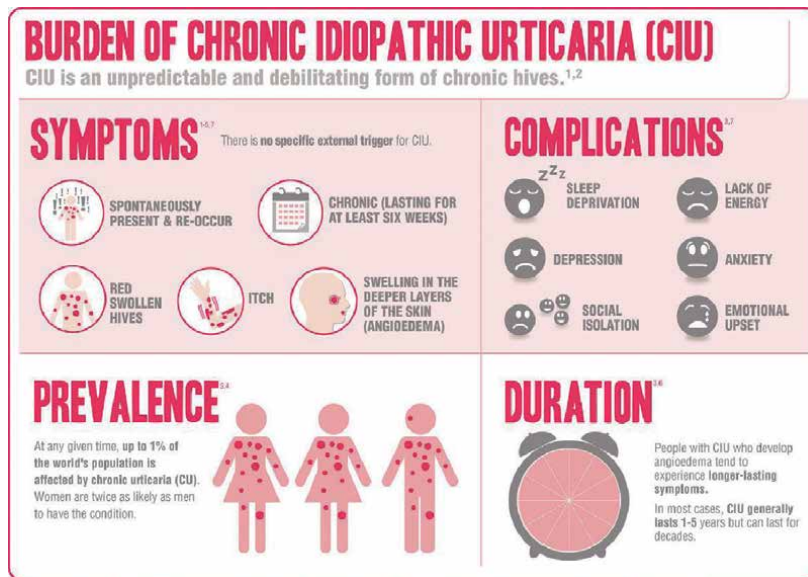 BURDEN OF CHRONIC IDIOPATHIC URTICARIA (CIU)
CIU is an unpredictable and debilitating form of chronic hives.1,2
SYMPTOMS
There is no specific external trigger for CIU.
SPONTANEOUSLY
PRESENT & RE-OCCUR
CHRONIC (LASTING FOR
AT LEAST SIX WEEKS)
RED
SWOLLEN
HIVES
ITCH
SWELLING IN THE
DEEPER LAYERS
OF THE SKIN
(ANGIOEDEMA)
COMPLICATIONS
zZZz
SLEEP
DEPRIVATION
LACK OF
ENERGY
DEPRESSION
ANXIETY
SOCIAL
ISOLATION
EMOTIONAL
UPSET
PREVALENCE
At any given time, up to 1% of
the world's population is
affected by chronic urticaria (CU).
Women are twice as likely as men
to have the condition.
DURATION
People with CIU who develop
angioedema tend to
experience longer-lasting
symptoms.
In most cases, CIU generally
lasts 1-5 years but can last for
decades.